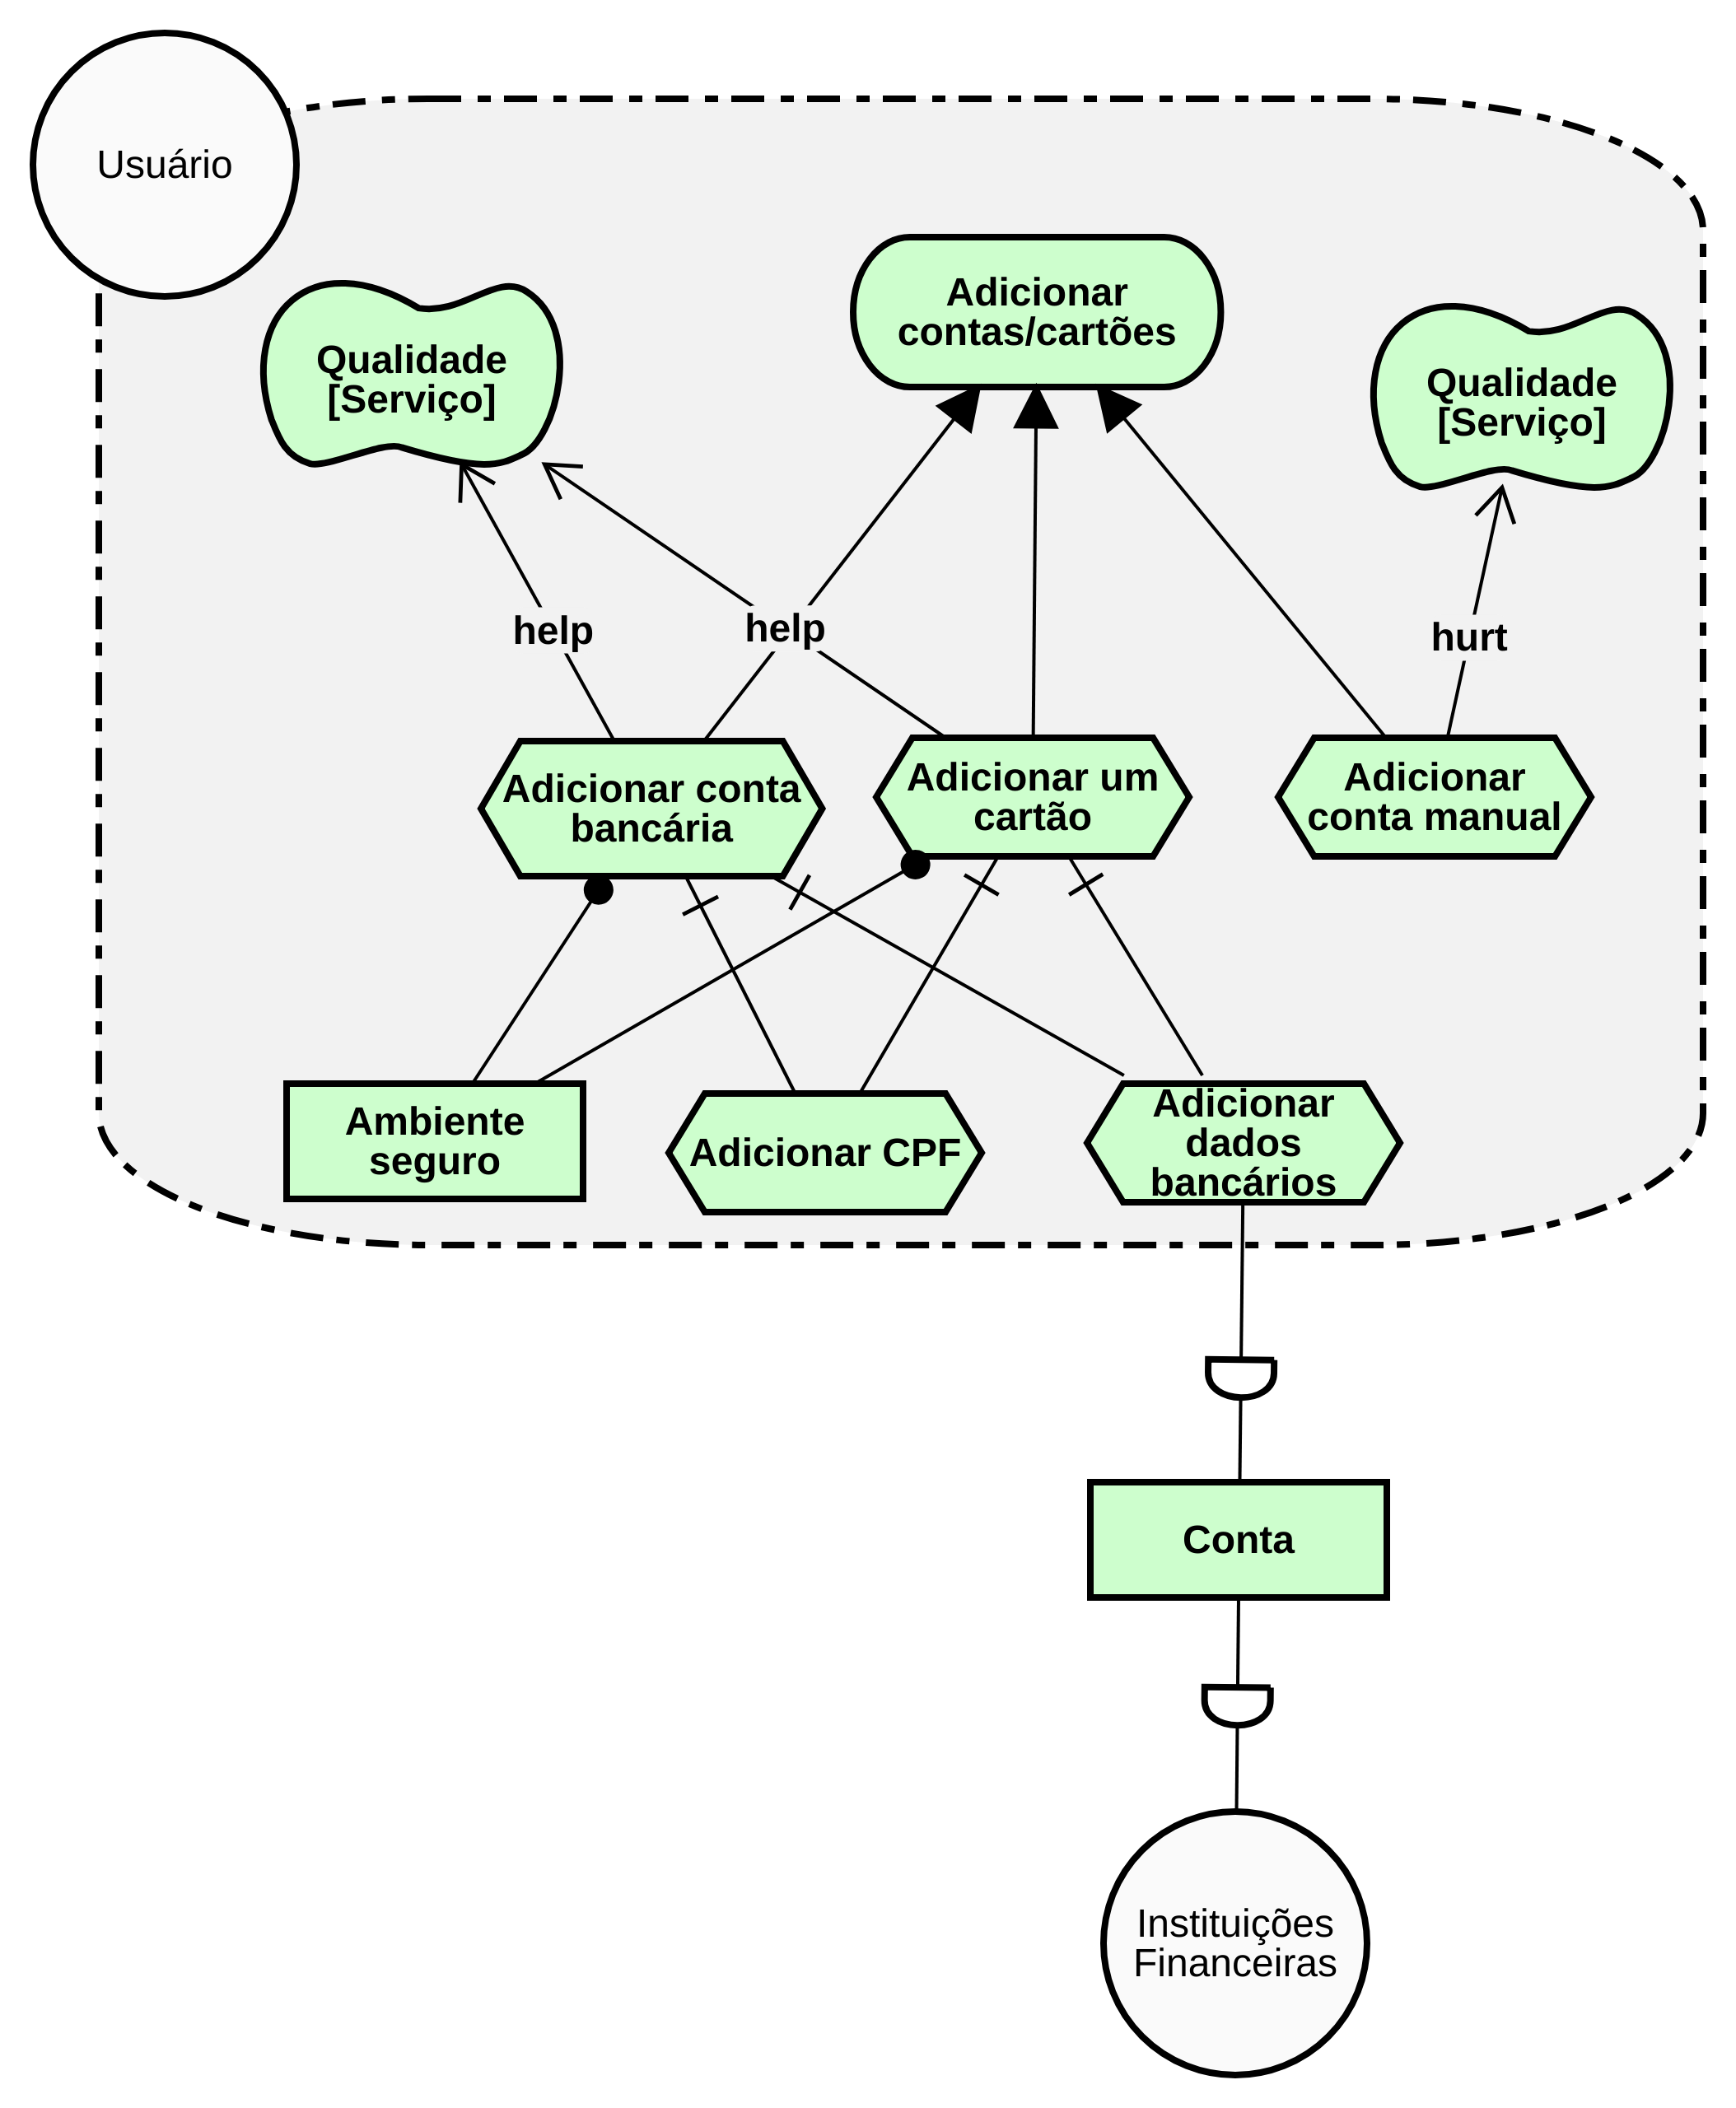 Usuário
Adicionar
contas/cartões
Qualidade
[Serviço]
Qualidade
[Serviço]
help
help
hurt
Adicionar conta
bancária
Adicionar um
cartão
Adicionar
conta manual
Ambiente
seguro
Adicionar CPF
Adicionar
dados
bancários
Conta
Instituições
Financeiras